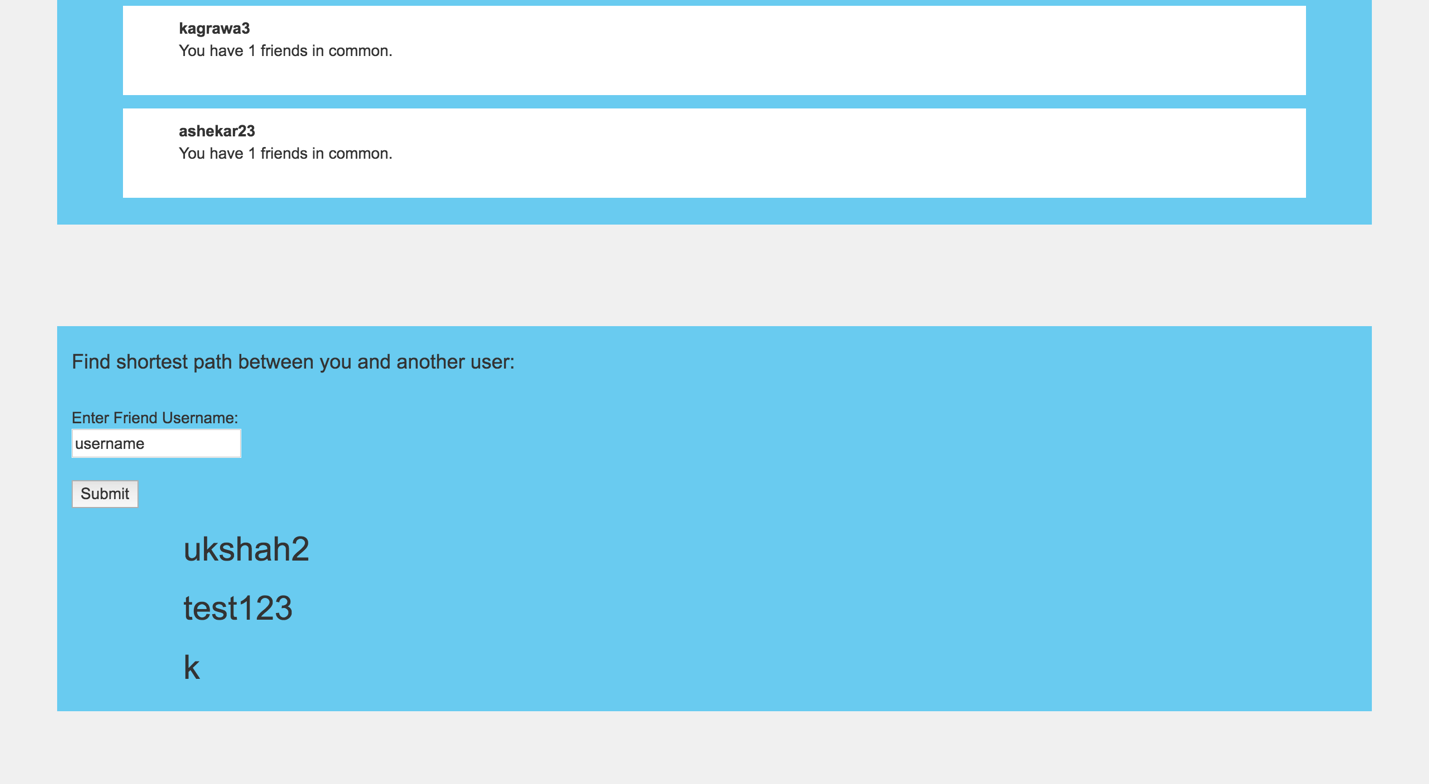 kagrawa3
You have 1 friends in common.
ashekar23
You have 1 friends in common.
Find shortest path between you and another user:
Enter Friend Username:
username
Submit
ukshah2
test123
k